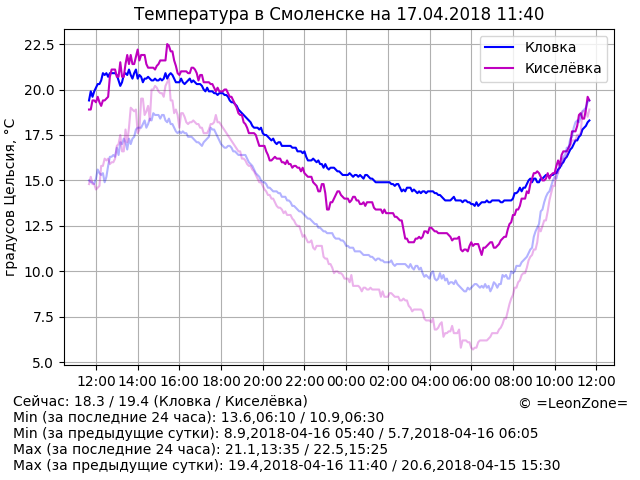 Температура в Смоленске на 17.04.2018 11:40
Кловка
Киселёвка
градусов Цельсия, °C
22.5
20.0
17.5
15.0
12.5
10.0
7.5
5.0
12:00 14:00 16:00 18:00 20:00 22:00 00:00 02:00 04:00 06:00 08:00 10:00 12:00
Сейчас: 18.3 / 19.4 (Кловка / Киселёвка)
© =LeonZone=
Min (за последние 24 часа): 13.6,06:10 / 10.9,06:30
Min (за предыдущие сутки): 8.9,2018-04-16 05:40 / 5.7,2018-04-16 06:05
Max (за последние 24 часа): 21.1,13:35 / 22.5,15:25
Max (за предыдущие сутки): 19.4,2018-04-16 11:40 / 20.6,2018-04-15 15:30